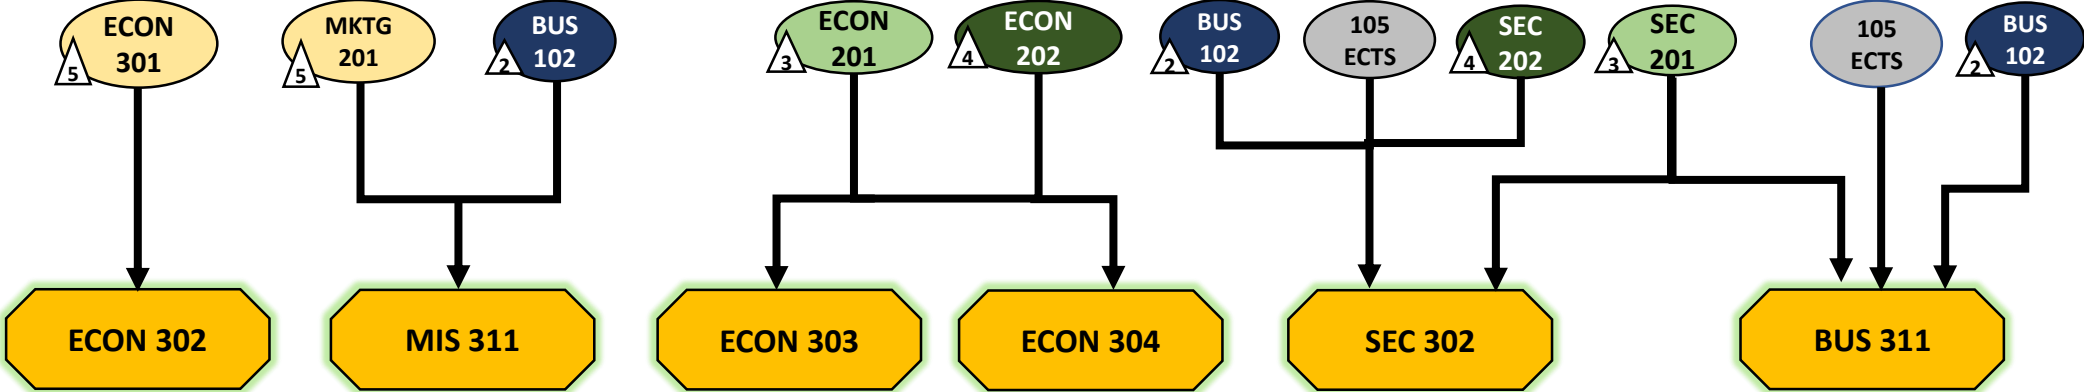 ECON
301
5
MKTG
201
5
BUS
102
2
ECON
201
3
ECON
202
4
BUS
102
2
105
ECTS
SEC
202
4
SEC
201
3
105
ECTS
BUS
102
2
ECON 302
MIS 311
ECON 303
ECON 304
SEC 302
BUS 311